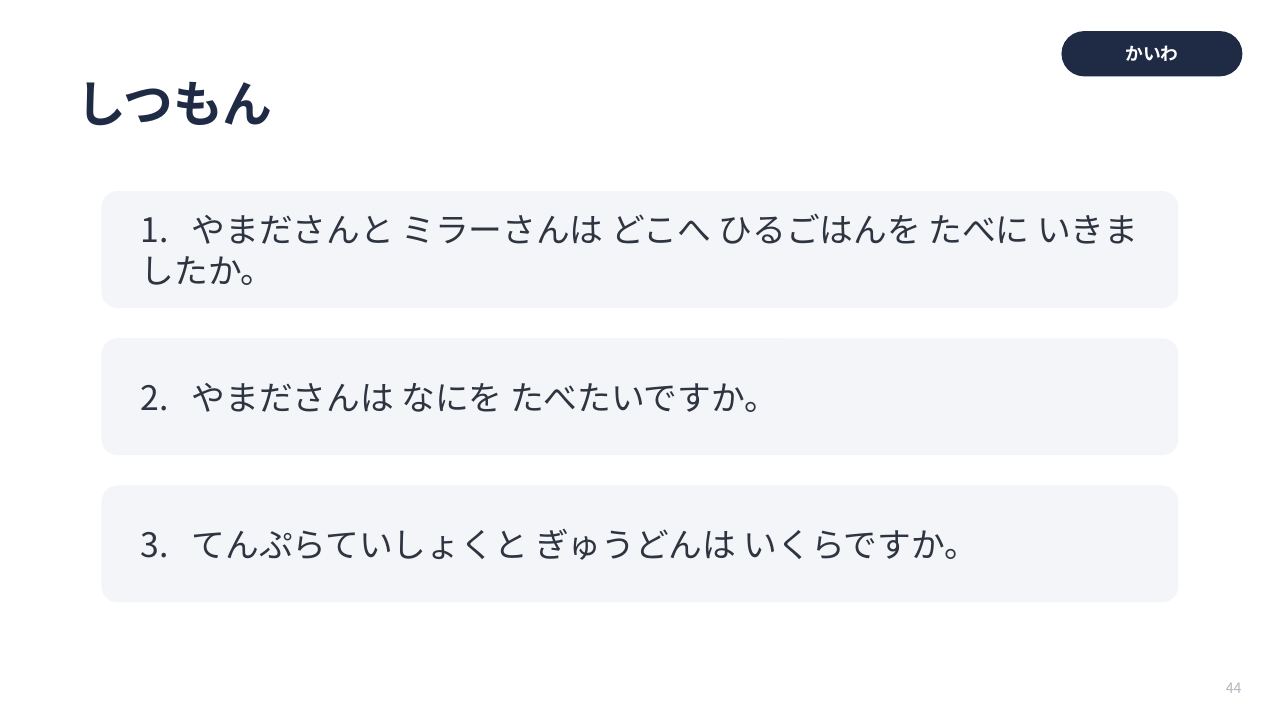 かいわ
しつもん
1. やまださんと ミラーさんは どこへ ひるごはんを たべに いきま
したか。
2. やまださんは なにを たべたいですか。
3. てんぷらていしょくと ぎゅうどんは いくらですか。
44